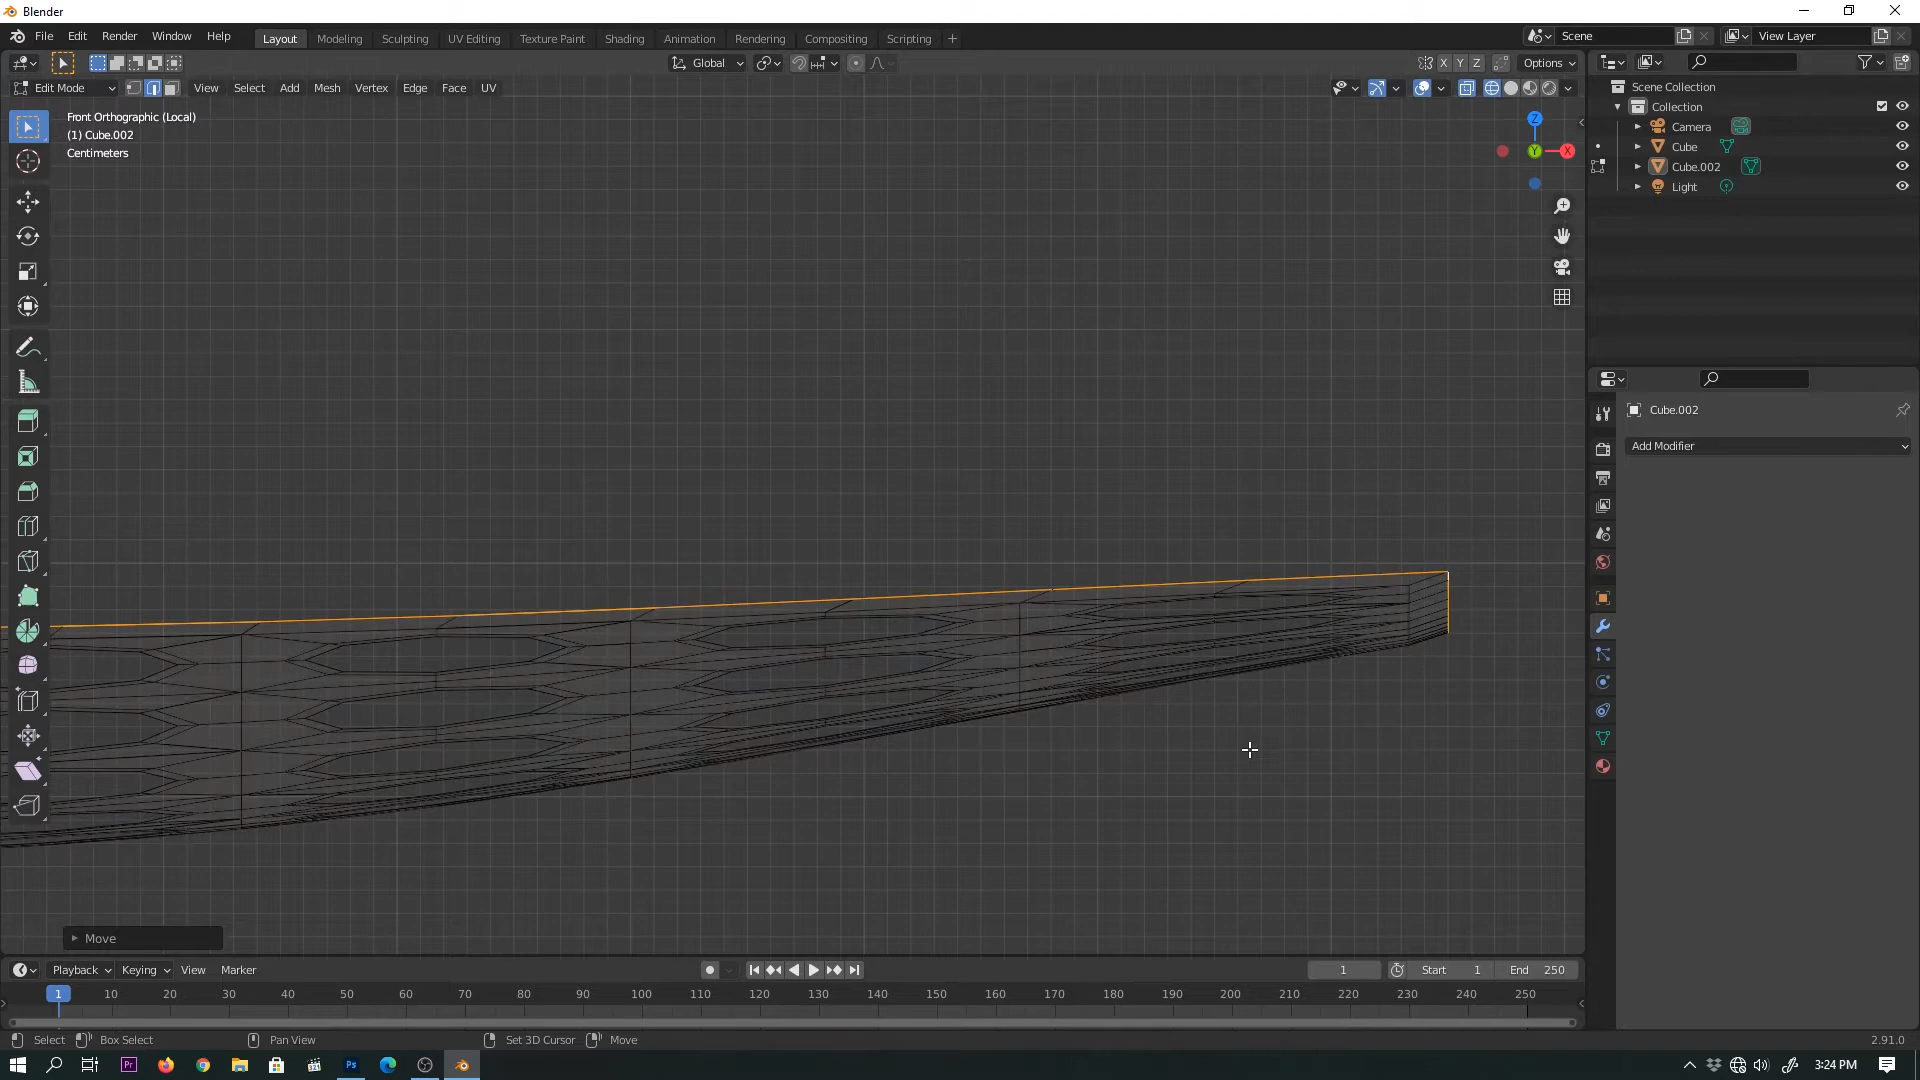 Blender
File Edit Render Window Help
Layout Modeling Sculpting UV Editing Texture Paint Shading Animation Rendering Compositing Scripting
Scene
View Layer
Global
X Y Z
Options
Edit Mode
View Select Add Mesh Vertex Edge Face UV
Front Orthographic (Local)
(1) Cube.002
Centimeters
Z
Y
X
Scene Collection
Collection
Camera
Cube
Cube.002
Light
Cube.002
Add Modifier
Move
Playback Keying View Marker
1
Start 1
End 250
1 10 20 30 40 50 60 70 80 90 100 110 120 130 140 150 160 170 180 190 200 210 220 230 240 250
Select Box Select Pan View Set 3D Cursor Move
2.91.0
Pr
Ps
3:24 PM